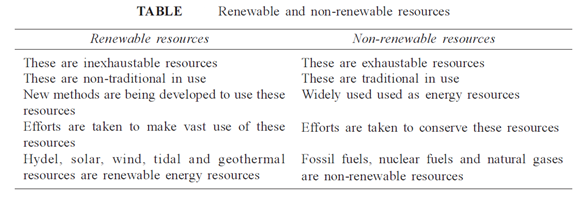 TABLE Renewable and non-renewable resources
Renewable resources Non-renewable resources
These are inexhaustable resources These are exhaustable resources
These are non-traditional in use These are traditional in use
New methods are being developed to use these Widely used used as energy resources
resources
Efforts are taken to make vast use of these Efforts are taken to conserve these resources
resources
Hydel, solar, wind, tidal and geothermal Fossil fuels, nuclear fuels and natural gases
resources are renewable energy resources are non-renewable resources